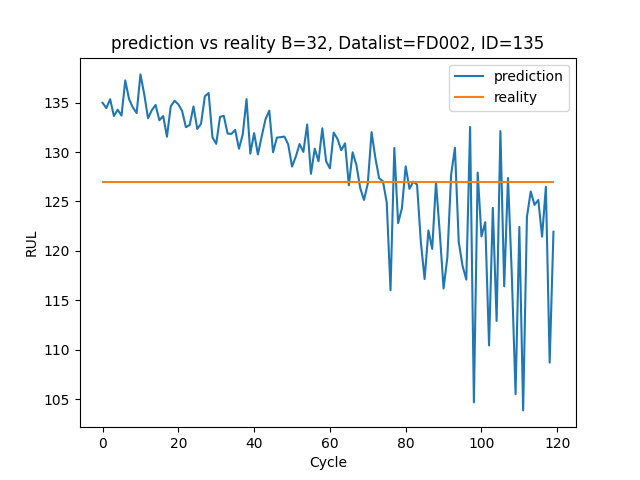 prediction vs reality B=32, Datalist=FD002, ID=135
prediction
reality
135
130
125
120
115
110
105
RUL
0 20 40 60 80 100 120
Cycle